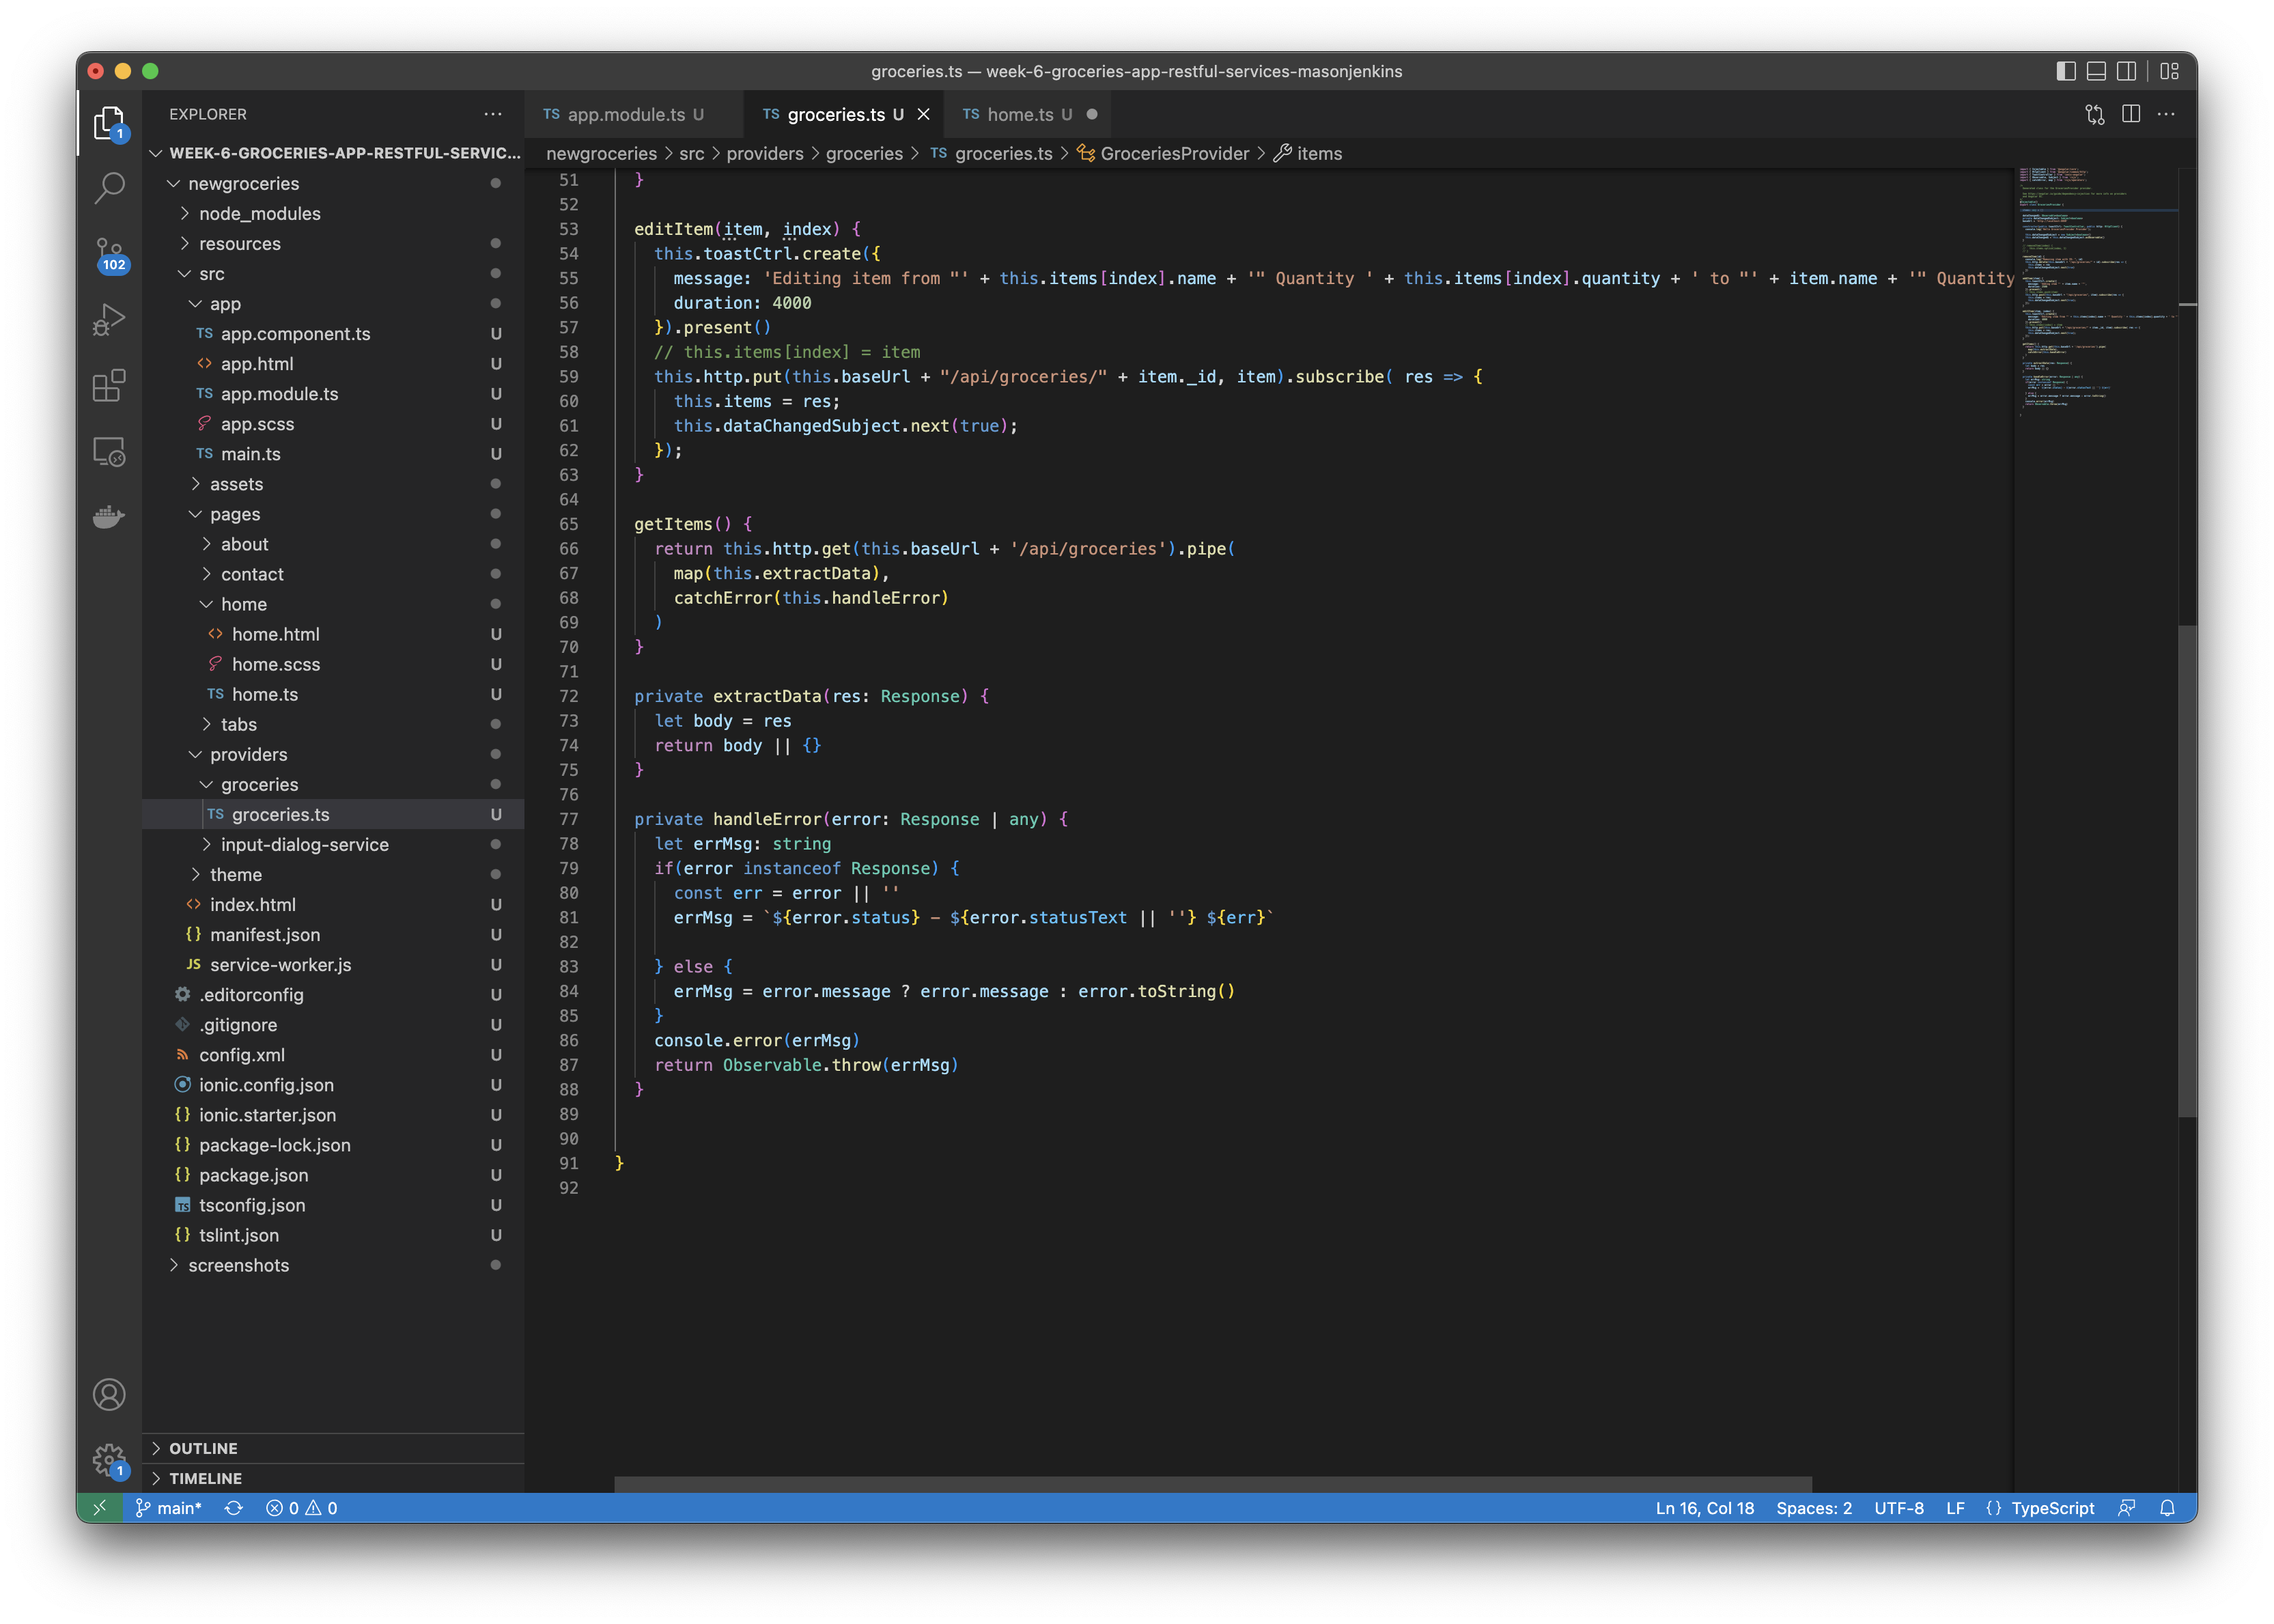 groceries.ts — week-6-groceries-app-restful-services-masonjenkins
EXPLORER
TS app.module.ts U
TS groceries.ts U
TS home.ts U
newgroceries > src > providers > groceries > TS groceries.ts > GroceriesProvider > items
1
102
WEEK-6-GROCERIES-APP-RESTFUL-SERVIC...
newgroceries
node_modules
resources
src
app
TS app.component.ts U
<> app.html U
TS app.module.ts U
app.scss U
TS main.ts U
assets
pages
about
contact
home
<> home.html U
home.scss U
TS home.ts U
tabs
providers
groceries
TS groceries.ts U
input-dialog-service
theme
<> index.html U
{} manifest.json U
JS service-worker.js U
.editorconfig U
.gitignore U
config.xml U
ionic.config.json U
{} ionic.starter.json U
{} package-lock.json U
{} package.json U
TS tsconfig.json U
{} tslint.json U
screenshots
OUTLINE
TIMELINE
1
51 }
52
53 editItem(item, index) {
54 this.toastCtrl.create({
55 message: 'Editing item from "' + this.items[index].name + '" Quantity ' + this.items[index].quantity + ' to "' + item.name + '" Quantity
56 duration: 4000
57 }).present()
58 // this.items[index] = item
59 this.http.put(this.baseUrl + "/api/groceries/" + item._id, item).subscribe( res => {
60 this.items = res;
61 this.dataChangedSubject.next(true);
62 });
63 }
64
65 getItems() {
66 return this.http.get(this.baseUrl + '/api/groceries').pipe(
67 map(this.extractData),
68 catchError(this.handleError)
69 )
70 }
71
72 private extractData(res: Response) {
73 let body = res
74 return body || {}
75 }
76
77 private handleError(error: Response | any) {
78 let errMsg: string
79 if(error instanceof Response) {
80 const err = error || ''
81 errMsg = `${error.status} - ${error.statusText || ''} ${err}`
82
83 } else {
84 errMsg = error.message ? error.message : error.toString()
85 }
86 console.error(errMsg)
87 return Observable.throw(errMsg)
88 }
89
90
91 }
92
main* 0 0
Ln 16, Col 18 Spaces: 2 UTF-8 LF {} TypeScript